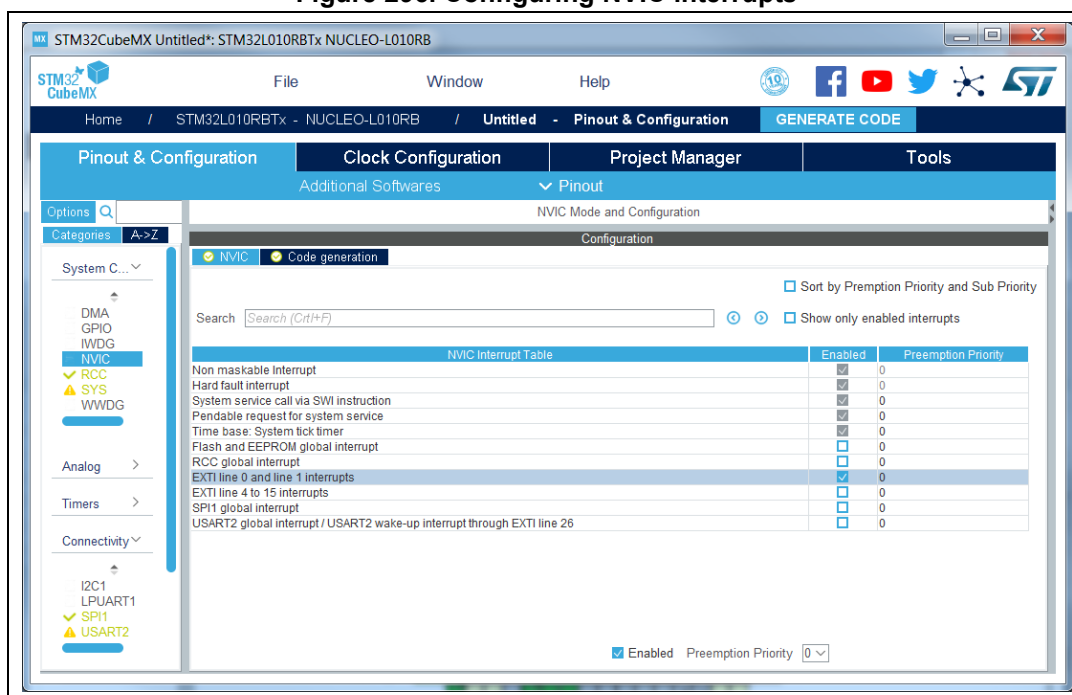 STM32CubeMX Untitled*: STM32L010RBTx NUCLEO-L010RB
STM32 CubeMX File Window Help 10
Home / STM32L010RBTx - NUCLEO-L010RB / Untitled - Pinout & Configuration GENERATE CODE
Pinout & Configuration Clock Configuration Project Manager Tools
Additional Softwares Pinout
Options NVIC Mode and Configuration
Categories A->Z Configuration
NVIC Code generation
System C...
Sort by Premption Priority and Sub Priority
DMA
Search Search (Crtl+F) Show only enabled interrupts
GPIO
IWDG
NVIC NVIC Interrupt Table Enabled Preemption Priority
RCC Non maskable Interrupt 0
SYS Hard fault interrupt 0
WWDG System service call via SWI instruction 0
Pendable request for system service 0
Time base: System tick timer 0
Flash and EEPROM global interrupt 0
Analog RCC global interrupt 0
EXTI line 0 and line 1 interrupts 0
EXTI line 4 to 15 interrupts 0
Timers SPI1 global interrupt 0
USART2 global interrupt / USART2 wake-up interrupt through EXTI line 26 0
Connectivity
I2C1
LPUART1
SPI1
USART2
Enabled Preemption Priority 0